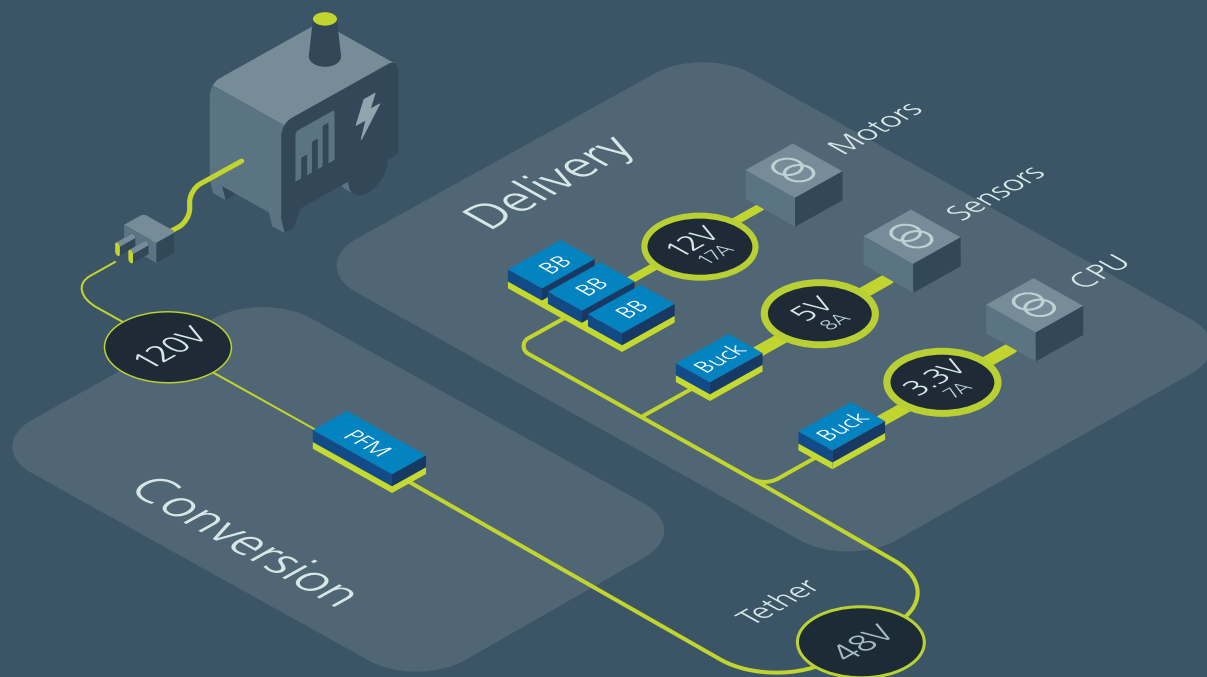 Delivery
Motors
Sensors
CPU
12V
17A
5V
8A
3.3V
7A
BB
BB
BB
Buck
Buck
120V
PFM
Conversion
Tether
48V